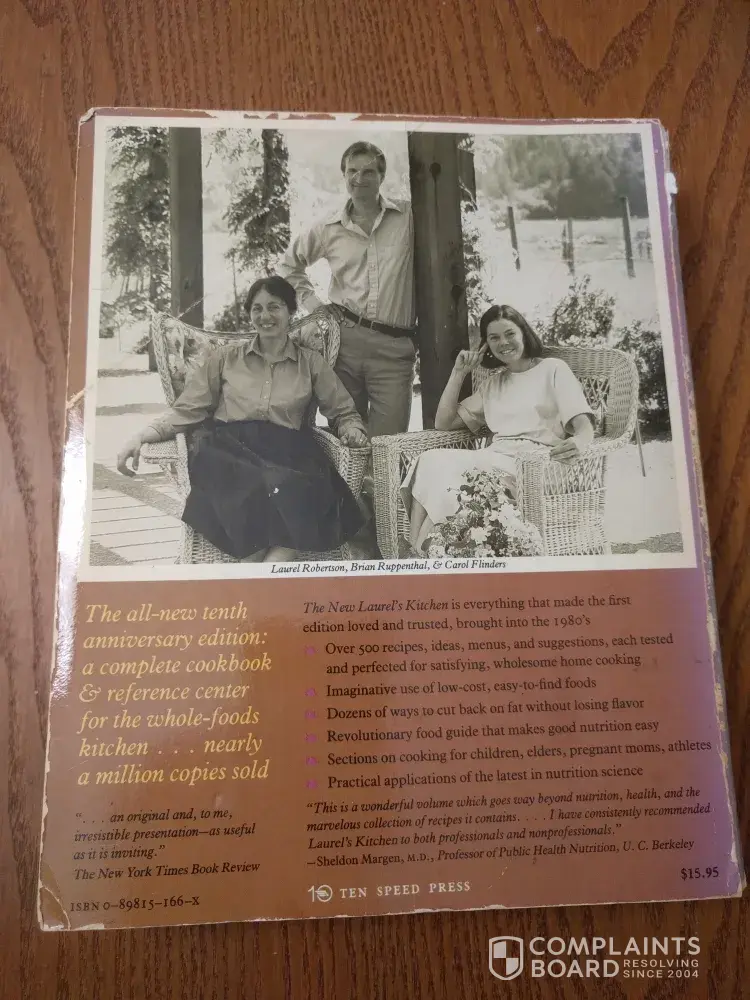 Laurel Robertson, Brian Ruppenthal, & Carol Flinders
The all-new tenth
anniversary edition:
a complete cookbook
& reference center
for the whole-foods
kitchen . . . nearly
a million copies sold
“. . . an original and, to me,
irresistible presentation—as useful
as it is inviting.”
The New York Times Book Review
ISBN 0-89815-166-X
The New Laurel's Kitchen is everything that made the first
edition loved and trusted, brought into the 1980's
Over 500 recipes, ideas, menus, and suggestions, each tested
and perfected for satisfying, wholesome home cooking
Imaginative use of low-cost, easy-to-find foods
Dozens of ways to cut back on fat without losing flavor
Revolutionary food guide that makes good nutrition easy
Sections on cooking for children, elders, pregnant moms, athletes
Practical applications of the latest in nutrition science
“This is a wonderful volume which goes way beyond nutrition, health, and the
marvelous collection of recipes it contains. . . . I have consistently recommended
Laurel's Kitchen to both professionals and nonprofessionals.”
—Sheldon Margen, M.D., Professor of Public Health Nutrition, U. C. Berkeley
$15.95
10 TEN SPEED PRESS
COMPLAINTS
BOARD RESOLVING
SINCE 2004